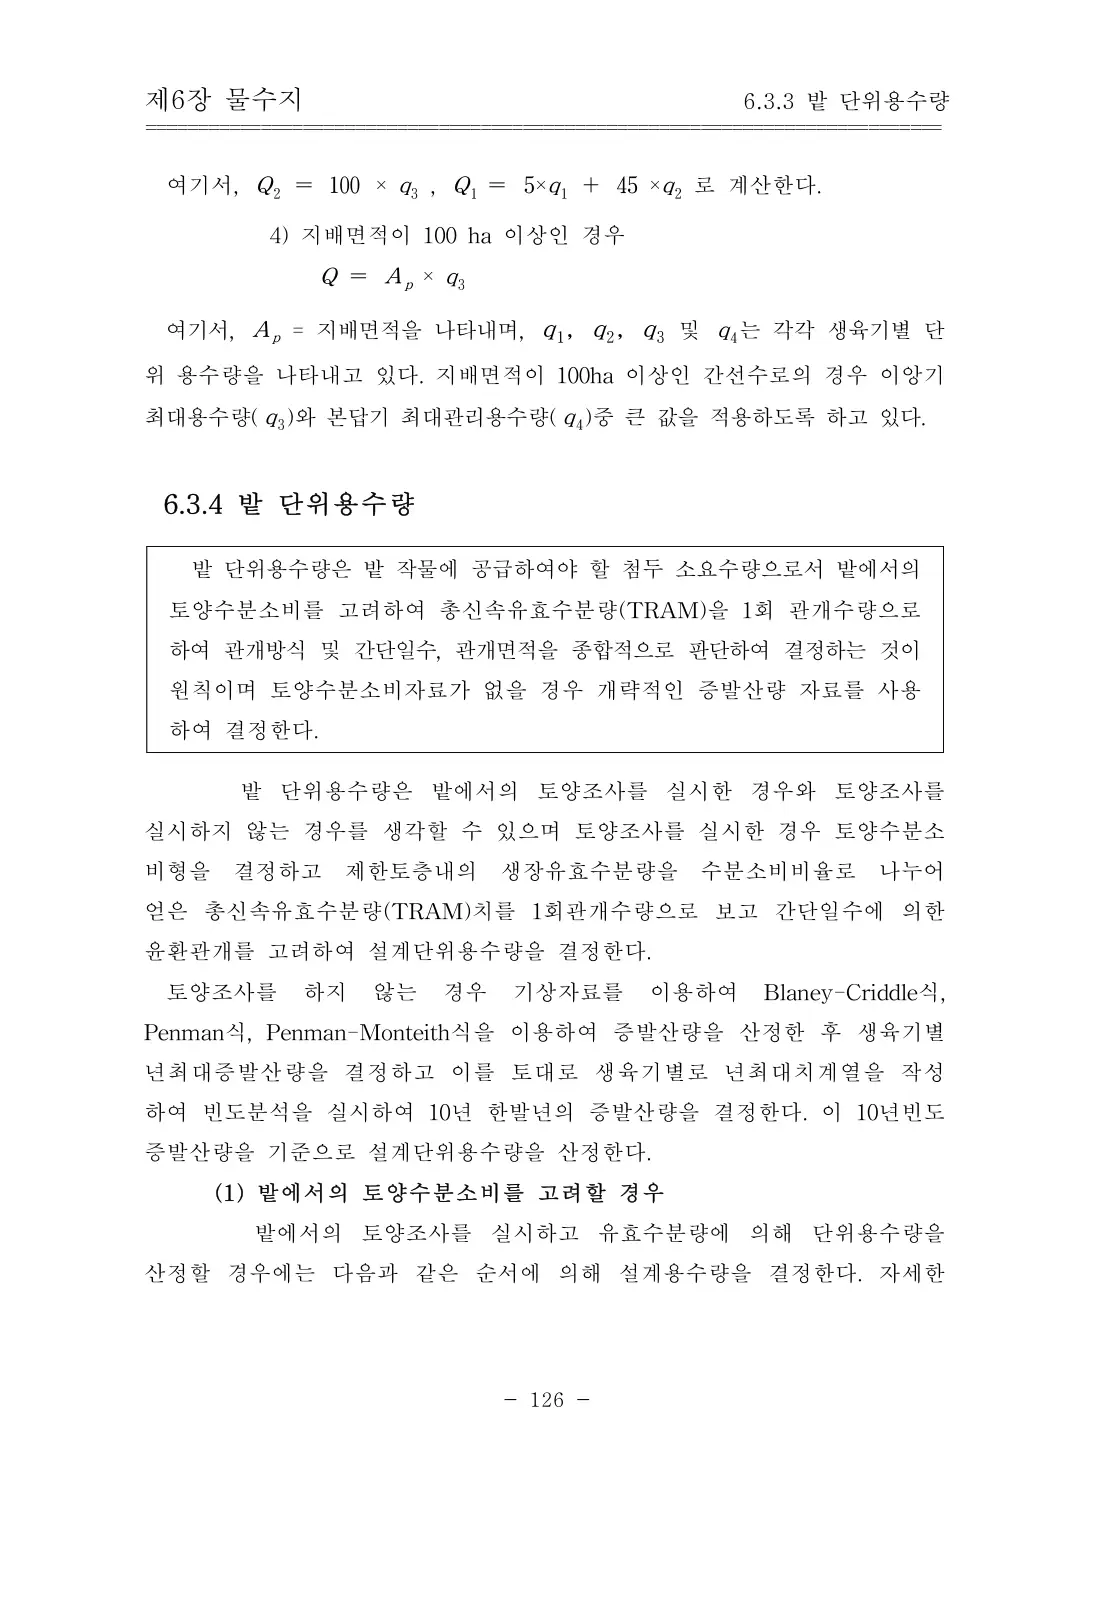 제6장 물수지
6.3.3 밭 단위용수량
여기서, Q2 = 100 × q3 , Q1 = 5×q1 + 45 ×q2 로 계산한다.
4) 지배면적이 100 ha 이상인 경우
Q = Ap × q3
여기서, Ap = 지배면적을 나타내며, q1, q2, q3 및 q4는 각각 생육기별 단
위 용수량을 나타내고 있다. 지배면적이 100ha 이상인 간선수로의 경우 이앙기
최대용수량( q3)와 본답기 최대관리용수량( q4)중 큰 값을 적용하도록 하고 있다.
6.3.4 밭 단위용수량
밭 단위용수량은 밭 작물에 공급하여야 할 첨두 소요수량으로서 밭에서의
토양수분소비를 고려하여 총신속유효수분량(TRAM)을 1회 관개수량으로
하여 관개방식 및 간단일수, 관개면적을 종합적으로 판단하여 결정하는 것이
원칙이며 토양수분소비자료가 없을 경우 개략적인 증발산량 자료를 사용
하여 결정한다.
밭 단위용수량은 밭에서의 토양조사를 실시한 경우와 토양조사를
실시하지 않는 경우를 생각할 수 있으며 토양조사를 실시한 경우 토양수분소
비형을 결정하고 제한토층내의 생장유효수분량을 수분소비비율로 나누어
얻은 총신속유효수분량(TRAM)치를 1회관개수량으로 보고 간단일수에 의한
윤환관개를 고려하여 설계단위용수량을 결정한다.
토양조사를 하지 않는 경우 기상자료를 이용하여 Blaney-Criddle식,
Penman식, Penman-Monteith식을 이용하여 증발산량을 산정한 후 생육기별
년최대증발산량을 결정하고 이를 토대로 생육기별로 년최대치계열을 작성
하여 빈도분석을 실시하여 10년 한발년의 증발산량을 결정한다. 이 10년빈도
증발산량을 기준으로 설계단위용수량을 산정한다.
(1) 밭에서의 토양수분소비를 고려할 경우
밭에서의 토양조사를 실시하고 유효수분량에 의해 단위용수량을
산정할 경우에는 다음과 같은 순서에 의해 설계용수량을 결정한다. 자세한
- 126 -